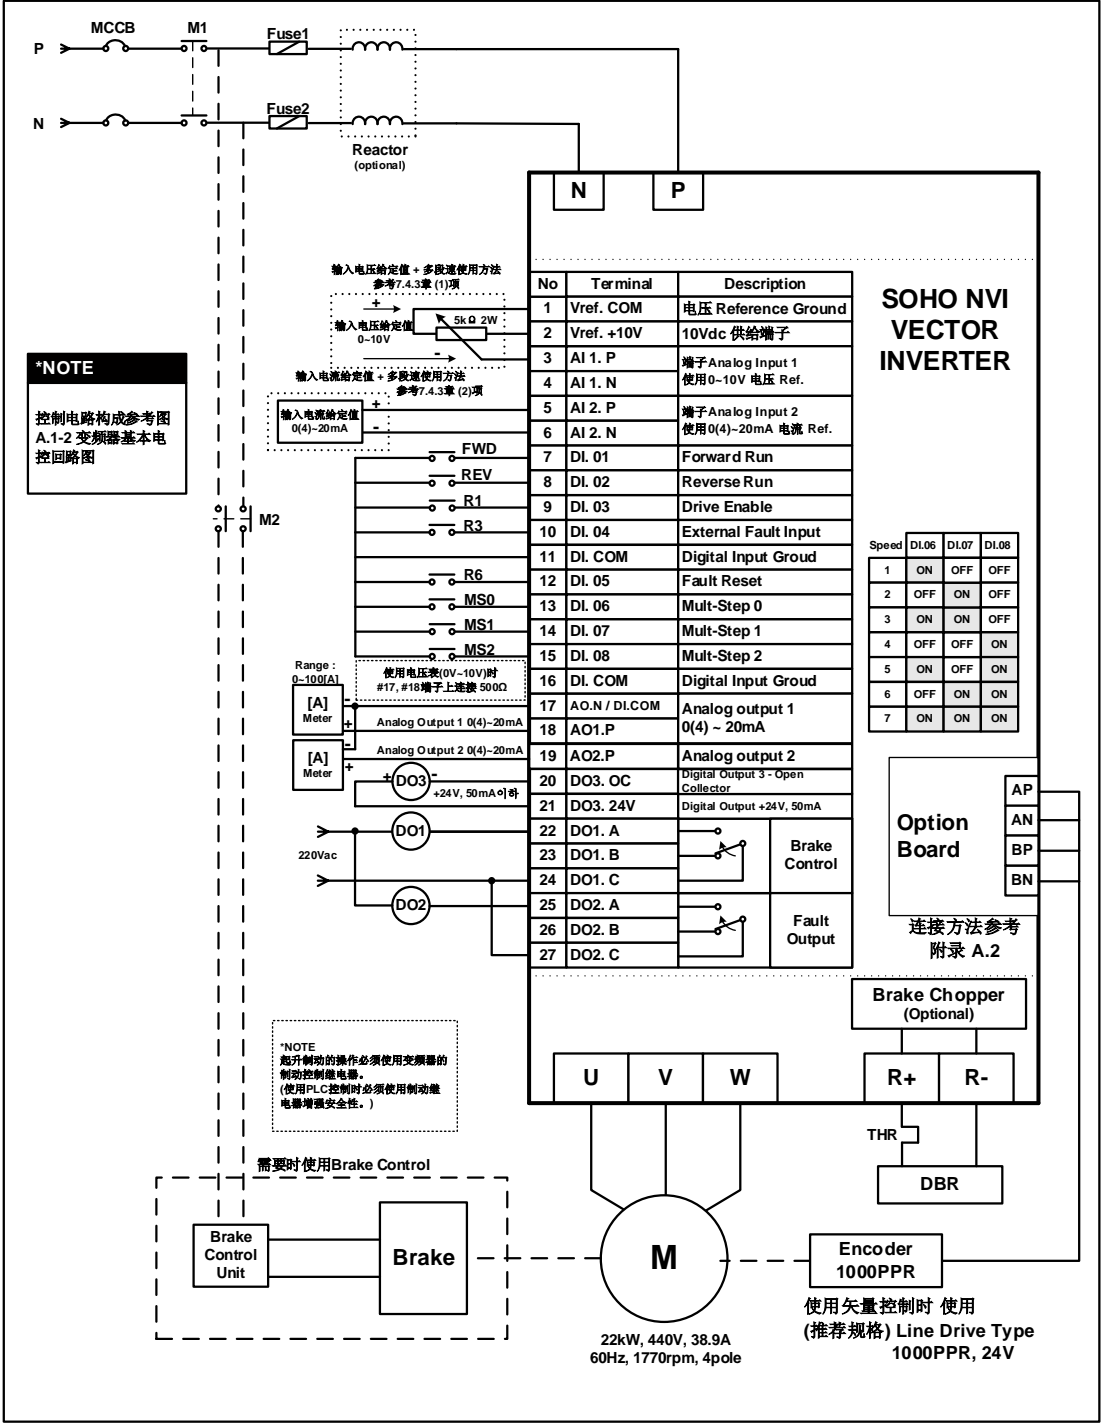 MCCB
M1
Fuse1
P
Fuse2
N
Reactor
(optional)
N
P
输入电压给定值 + 多段速使用方法
参考7.4.3章 (1)项
+
输入电压给定值
0~10V
5kΩ 2W
-
输入电流给定值 + 多段速使用方法
参考7.4.3章 (2)项
输入电流给定值
0(4)~20mA
+
-
*NOTE
控制电路构成参考图
A.1-2 变频器基本电
控回路图
M2
FWD
REV
R1
R3
R6
MS0
MS1
MS2
使用电压表(0V~10V)时
#17, #18端子上连接 500Ω
Range :
0~100[A]
[A]
Meter
-
+
Analog Output 1 0(4)~20mA
[A]
Meter
-
+
Analog Output 2 0(4)~20mA
+
DO3
-
+24V, 50mA이하
DO1
220Vac
DO2
No Terminal Description
1 Vref. COM 电压 Reference Ground
2 Vref. +10V 10Vdc 供给端子
3 AI 1. P 端子Analog Input 1
4 AI 1. N 使用0~10V 电压 Ref.
5 AI 2. P 端子Analog Input 2
6 AI 2. N 使用0(4)~20mA 电流 Ref.
7 DI. 01 Forward Run
8 DI. 02 Reverse Run
9 DI. 03 Drive Enable
10 DI. 04 External Fault Input
11 DI. COM Digital Input Groud
12 DI. 05 Fault Reset
13 DI. 06 Mult-Step 0
14 DI. 07 Mult-Step 1
15 DI. 08 Mult-Step 2
16 DI. COM Digital Input Groud
17 AO.N / DI.COM Analog output 1
18 AO1.P 0(4) ~ 20mA
19 AO2.P Analog output 2
20 DO3. OC Digital Output 3 - Open
Collector
21 DO3. 24V Digital Output +24V, 50mA
22 DO1. A
23 DO1. B
24 DO1. C
Brake
Control
25 DO2. A
26 DO2. B
27 DO2. C
Fault
Output
SOHO NVI
VECTOR
INVERTER
Speed DI.06 DI.07 DI.08
1 ON OFF OFF
2 OFF ON OFF
3 ON ON OFF
4 OFF OFF ON
5 ON OFF ON
6 OFF ON ON
7 ON ON ON
Option
Board
AP
AN
BP
BN
连接方法参考
附录 A.2
Brake Chopper
(Optional)
U
V
W
R+
R-
THR
DBR
*NOTE
起升制动的操作必须使用变频器的
制动控制继电器。
(使用PLC控制时必须使用制动继
电器增强安全性。)
需要时使用Brake Control
Brake
Control
Unit
Brake
M
22kW, 440V, 38.9A
60Hz, 1770rpm, 4pole
Encoder
1000PPR
使用矢量控制时 使用
(推荐规格) Line Drive Type
1000PPR, 24V